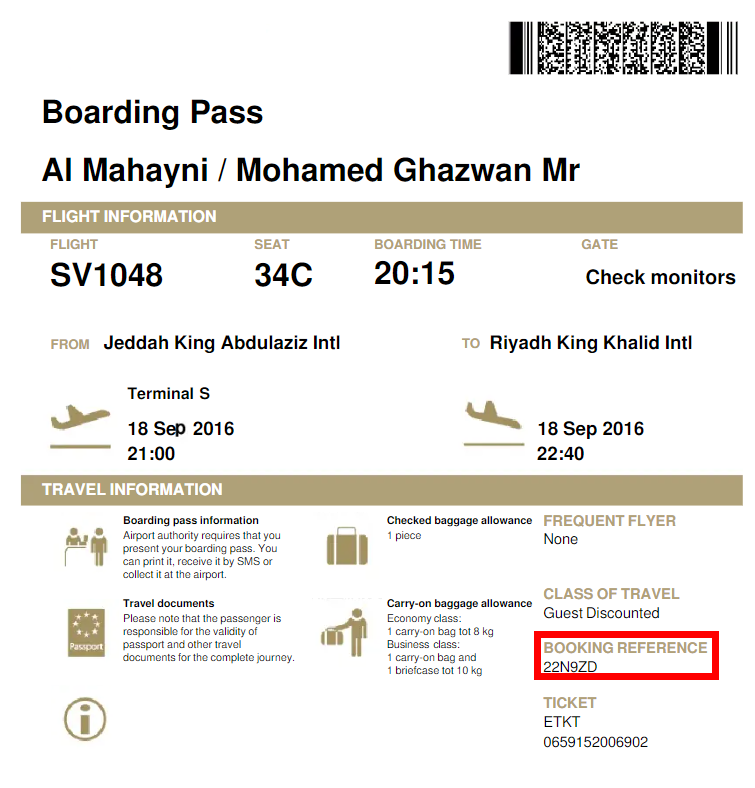 Boarding Pass
Al Mahayni / Mohamed Ghazwan Mr
FLIGHT INFORMATION
FLIGHT SEAT BOARDING TIME GATE
SV1048 34C 20:15 Check monitors
FROM Jeddah King Abdulaziz Intl TO Riyadh King Khalid Intl
Terminal S
18 Sep 2016 18 Sep 2016
21:00 22:40
TRAVEL INFORMATION
Boarding pass information
Airport authority requires that you
present your boarding pass. You
can print it, receive it by SMS or
collect it at the airport.
Checked baggage allowance
1 piece
FREQUENT FLYER
None
Travel documents
Please note that the passenger is
responsible for the validity of
passport and other travel
documents for the complete journey.
Passport
Carry-on baggage allowance
Economy class:
1 carry-on bag tot 8 kg
Business class:
1 carry-on bag and
1 briefcase tot 10 kg
CLASS OF TRAVEL
Guest Discounted
BOOKING REFERENCE
22N9ZD
TICKET
ETKT
0659152006902